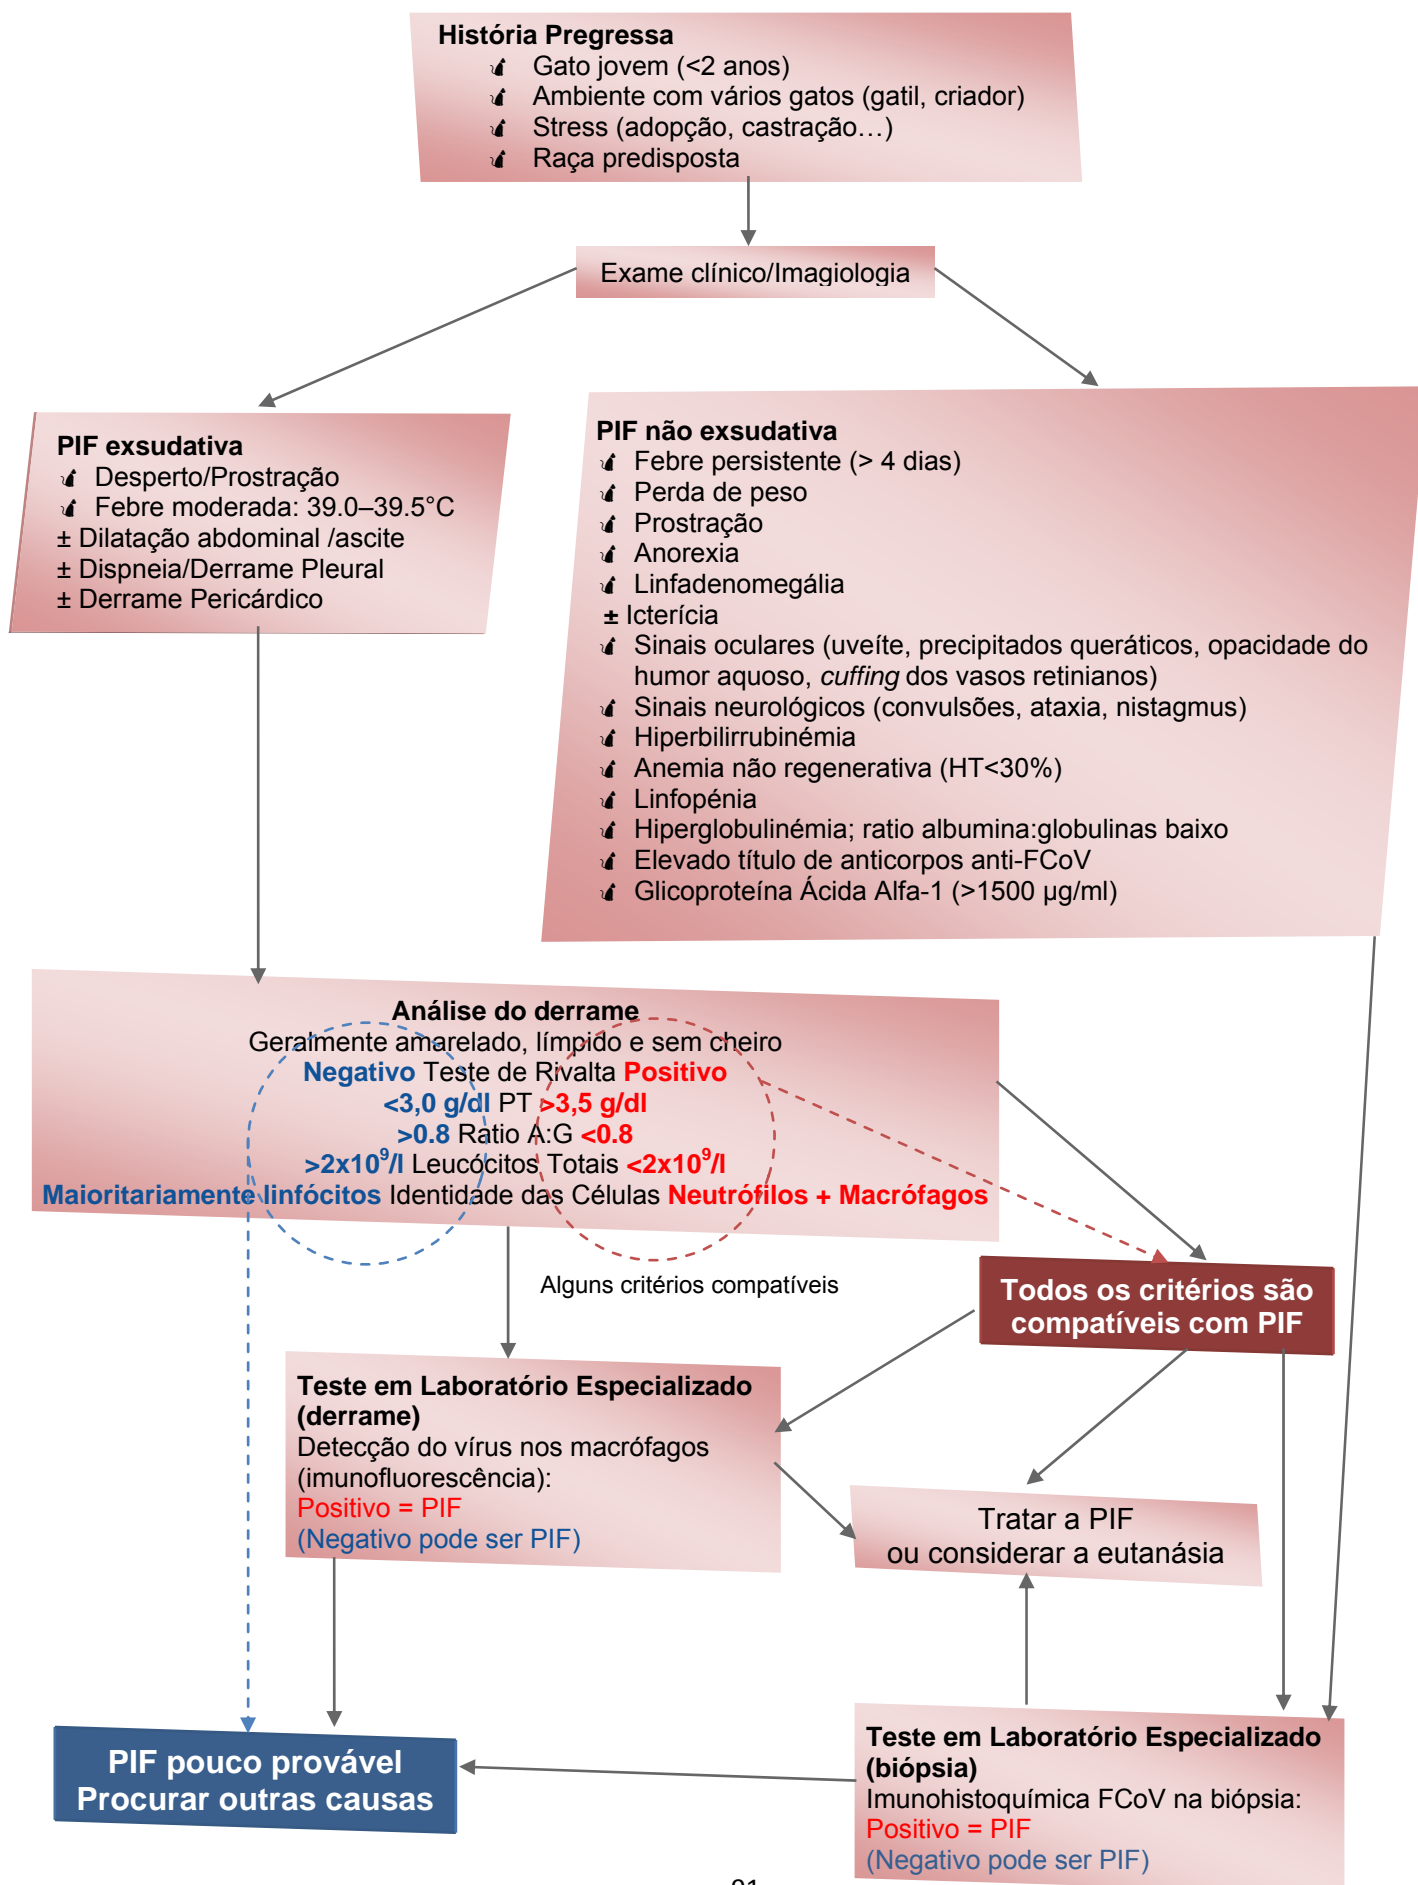 História Pregressa
Gato jovem (<2 anos)
Ambiente com vários gatos (gatil, criador)
Stress (adopção, castração…)
Raça predisposta
Exame clínico/Imagiologia
PIF exsudativa
Desperto/Prostração
Febre moderada: 39.0–39.5°C
± Dilatação abdominal /ascite
± Dispneia/Derrame Pleural
± Derrame Pericárdico
PIF não exsudativa
Febre persistente (> 4 dias)
Perda de peso
Prostração
Anorexia
Linfadenomegália
± Icterícia
Sinais oculares (uveíte, precipitados queráticos, opacidade do
humor aquoso, cuffing dos vasos retinianos)
Sinais neurológicos (convulsões, ataxia, nistagmus)
Hiperbilirrubinémia
Anemia não regenerativa (HT<30%)
Linfopénia
Hiperglobulinémia; ratio albumina:globulinas baixo
Elevado título de anticorpos anti-FCoV
Glicoproteína Ácida Alfa-1 (>1500 µg/ml)
Análise do derrame
Geralmente amarelado, límpido e sem cheiro
Negativo Teste de Rivalta Positivo
<3,0 g/dl PT >3,5 g/dl
>0.8 Ratio A:G <0.8
>2x10⁹/l Leucócitos Totais <2x10⁹/l
Maioritariamente linfócitos Identidade das Células Neutrófilos + Macrófagos
Alguns critérios compatíveis
Todos os critérios são
compatíveis com PIF
Teste em Laboratório Especializado
(derrame)
Detecção do vírus nos macrófagos
(imunofluorescência):
Positivo = PIF
(Negativo pode ser PIF)
Tratar a PIF
ou considerar a eutanásia
PIF pouco provável
Procurar outras causas
Teste em Laboratório Especializado
(biópsia)
Imunohistoquímica FCoV na biópsia:
Positivo = PIF
(Negativo pode ser PIF)